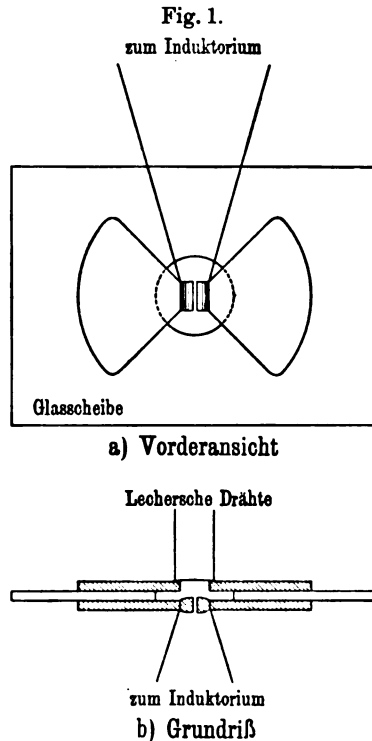 Fig. 1.
zum Induktorium
Glasscheibe
a) Vorderansicht
Lechersche Drähte
zum Induktorium
b) Grundriß